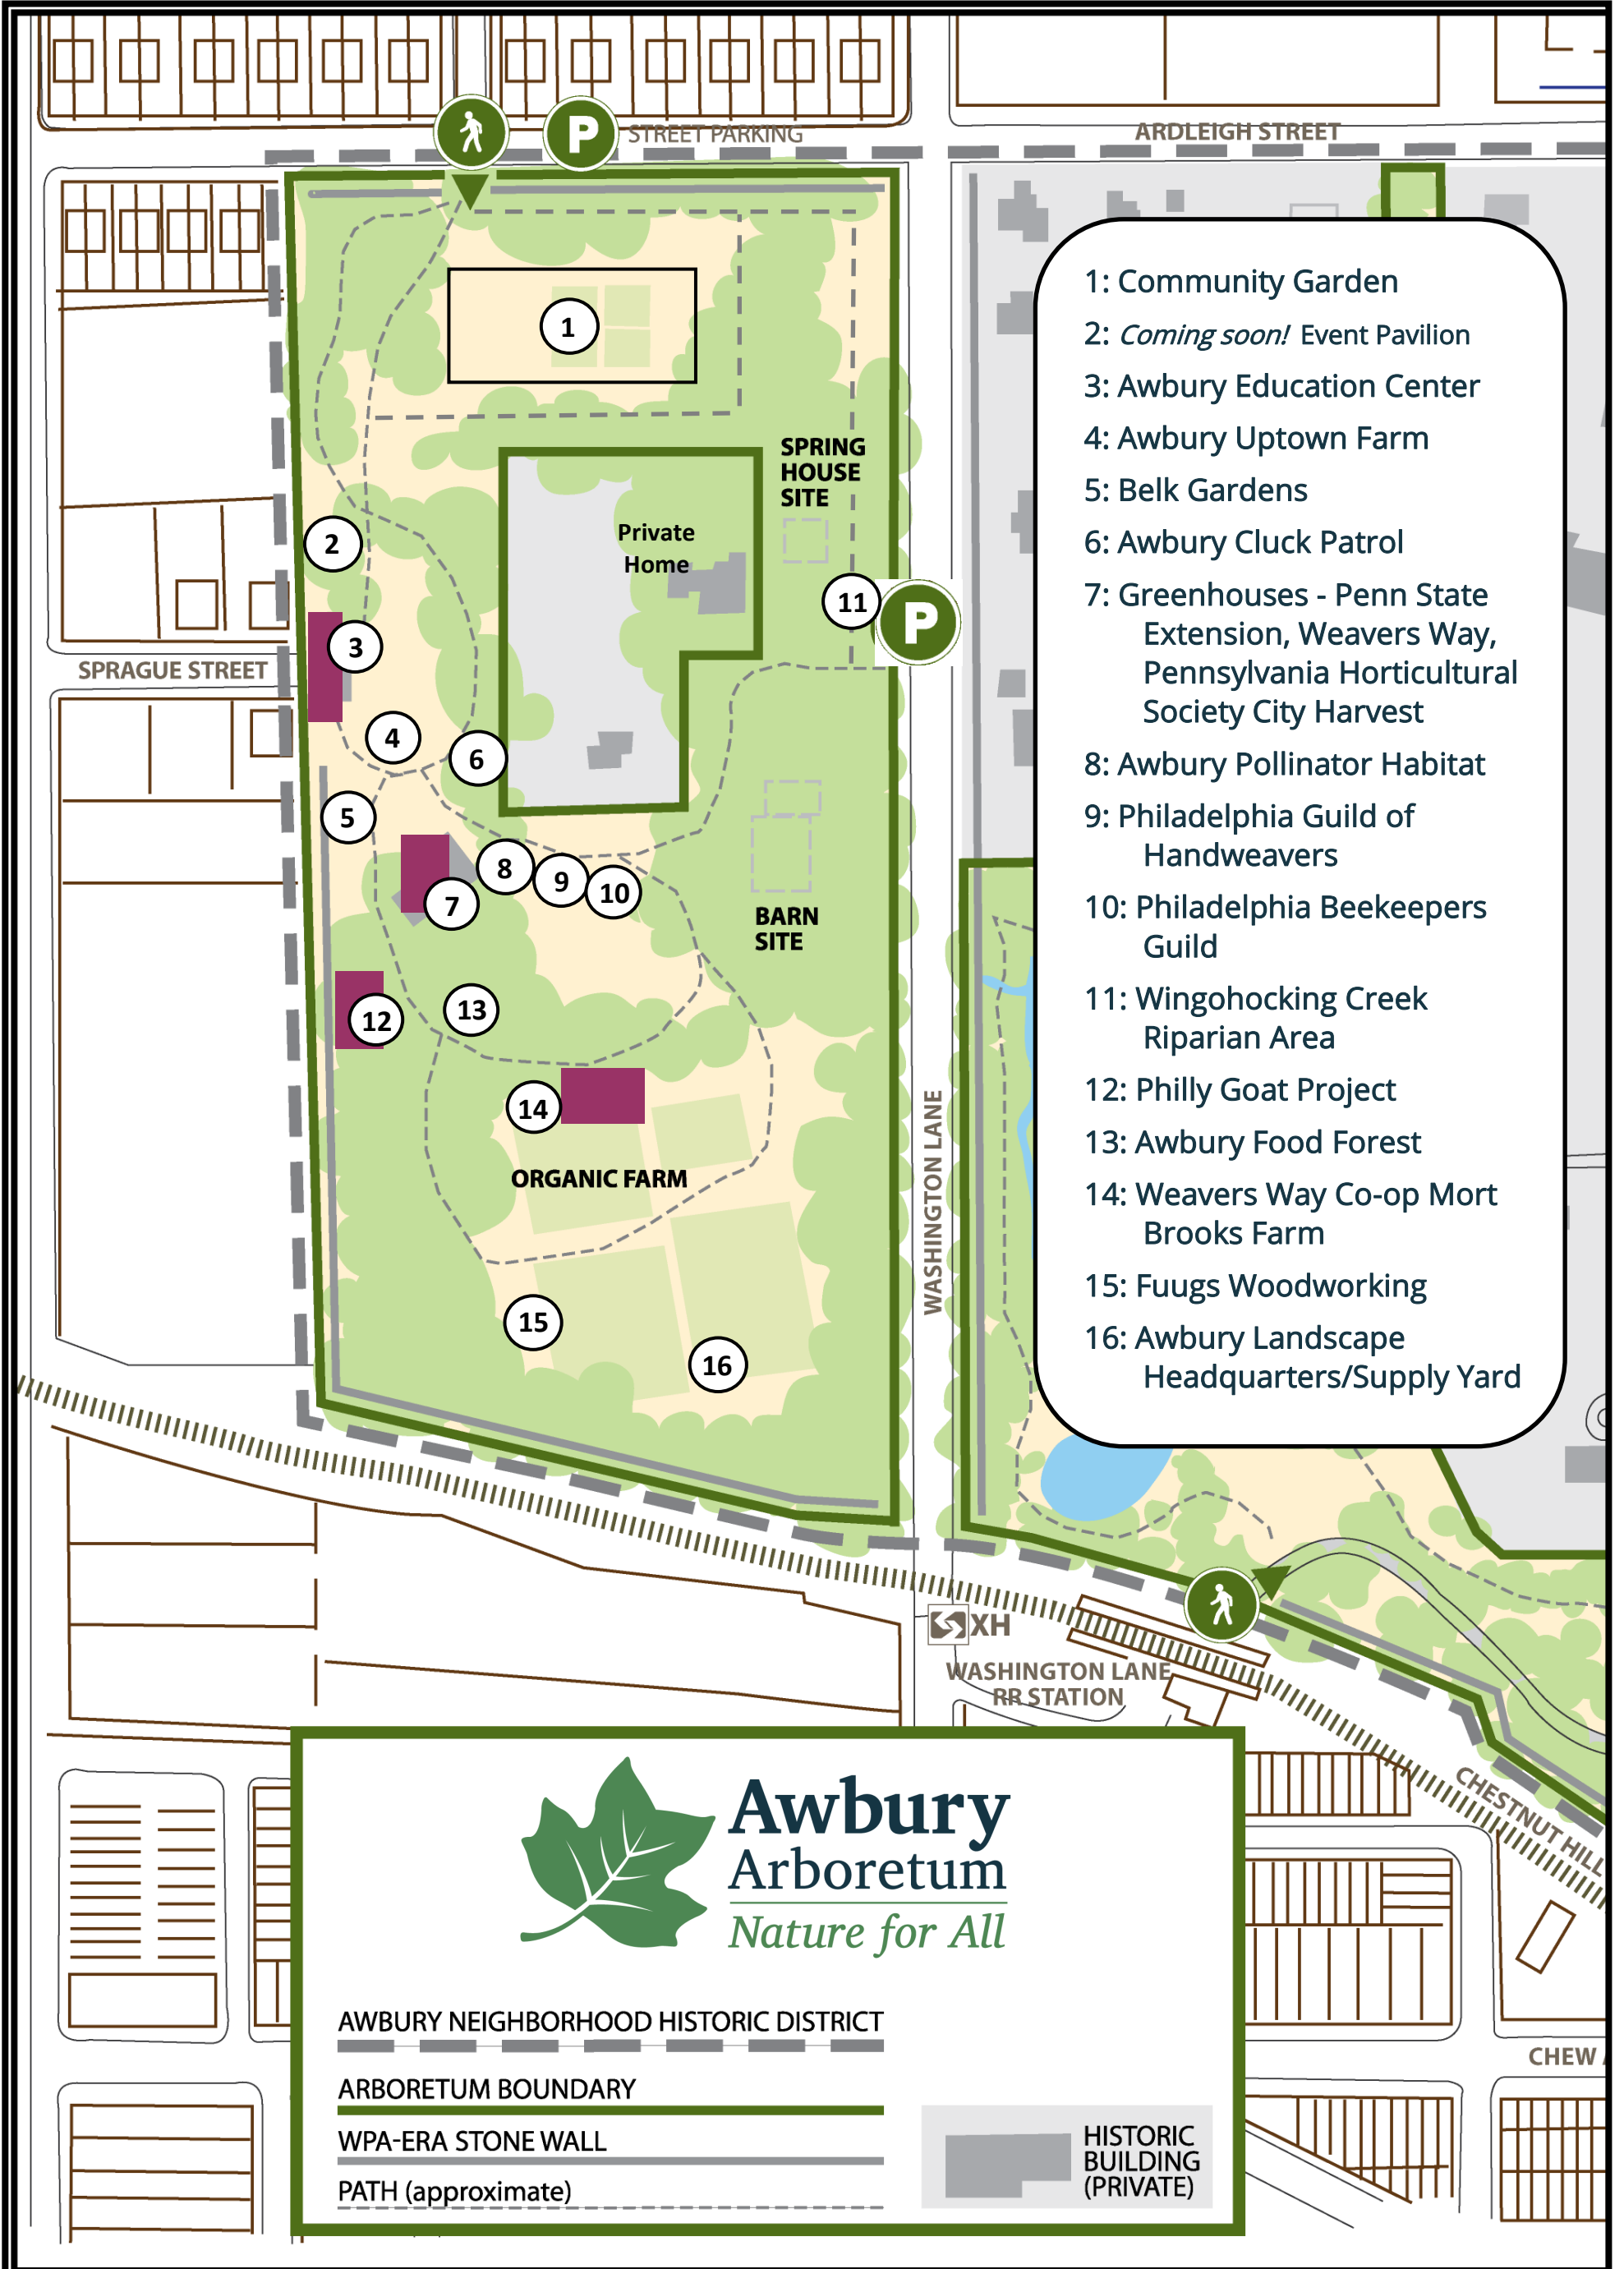 STREET PARKING
P
ARDLEIGH STREET
1
SPRING
HOUSE
SITE
Private
Home
2
11
P
3
SPRAGUE STREET
4
6
5
8
9
10
7
BARN
SITE
12
13
14
ORGANIC FARM
WASHINGTON LANE
15
16
1: Community Garden
2: Coming soon! Event Pavilion
3: Awbury Education Center
4: Awbury Uptown Farm
5: Belk Gardens
6: Awbury Cluck Patrol
7: Greenhouses - Penn State
Extension, Weavers Way,
Pennsylvania Horticultural
Society City Harvest
8: Awbury Pollinator Habitat
9: Philadelphia Guild of
Handweavers
10: Philadelphia Beekeepers
Guild
11: Wingohocking Creek
Riparian Area
12: Philly Goat Project
13: Awbury Food Forest
14: Weavers Way Co-op Mort
Brooks Farm
15: Fuugs Woodworking
16: Awbury Landscape
Headquarters/Supply Yard
XH
WASHINGTON LANE
RR STATION
CHESTNUT HILL
CHEW
Awbury
Arboretum
Nature for All
AWBURY NEIGHBORHOOD HISTORIC DISTRICT
ARBORETUM BOUNDARY
WPA-ERA STONE WALL
PATH (approximate)
HISTORIC
BUILDING
(PRIVATE)